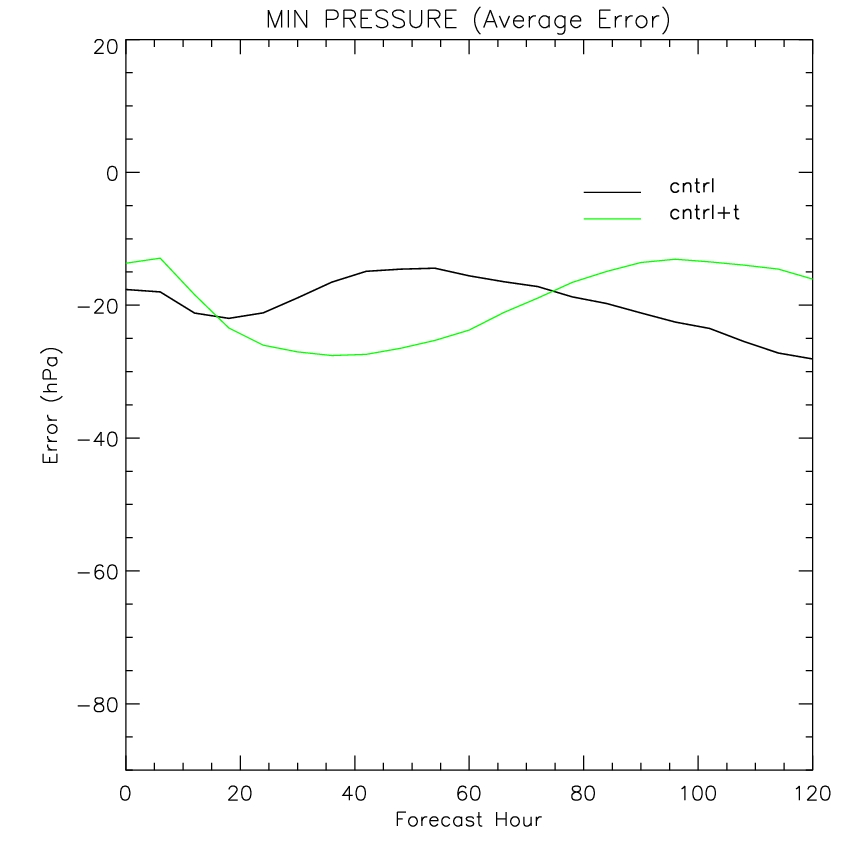 MIN PRESSURE (Average Error)
20
0
−20
−40
−60
−80
Error (hPa)
cntrl
cntrl+t
0 20 40 60 80 100 120
Forecast Hour